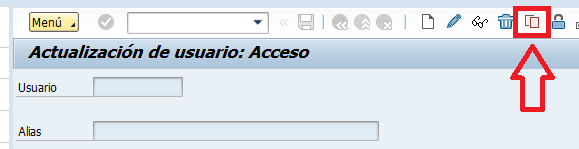 Menú
Actualización de usuario: Acceso
Usuario
Alias